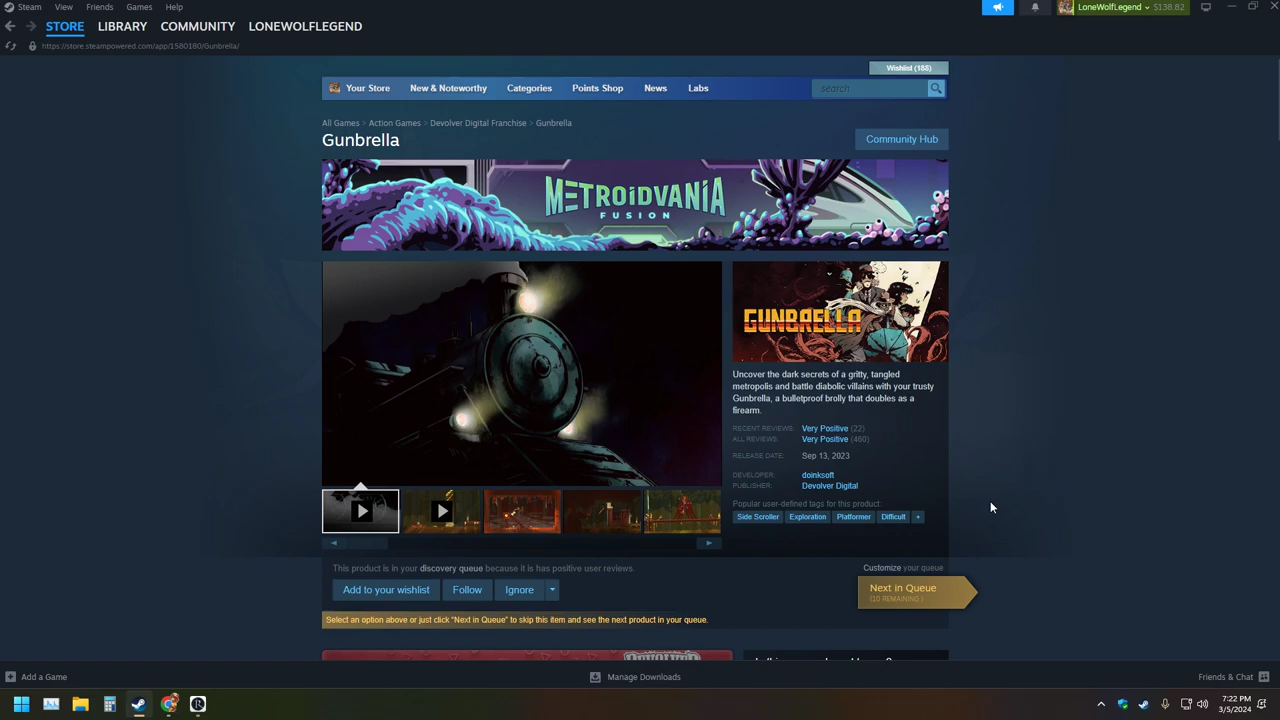 Steam View Friends Games Help
LoneWolfLegend $138.82
STORE LIBRARY COMMUNITY LONEWOLFLEGEND
https://store.steampowered.com/app/1580180/Gunbrella/
Wishlist (188)
Your Store New & Noteworthy Categories Points Shop News Labs search
All Games > Action Games > Devolver Digital Franchise > Gunbrella
Gunbrella
Community Hub
METROIDVANIA
FUSION
GUNBRELLA
Uncover the dark secrets of a gritty, tangled
metropolis and battle diabolic villains with your trusty
Gunbrella, a bulletproof brolly that doubles as a
firearm.
RECENT REVIEWS: Very Positive (22)
ALL REVIEWS: Very Positive (460)
RELEASE DATE: Sep 13, 2023
DEVELOPER: doinksoft
PUBLISHER: Devolver Digital
Popular user-defined tags for this product:
Side Scroller Exploration Platformer Difficult +
This product is in your discovery queue because it has positive user reviews.
Customize your queue
Add to your wishlist Follow Ignore
Next in Queue
(10 REMAINING )
Select an option above or just click "Next in Queue" to skip this item and see the next product in your queue.
Add a Game Manage Downloads Friends & Chat
7:22 PM
3/5/2024